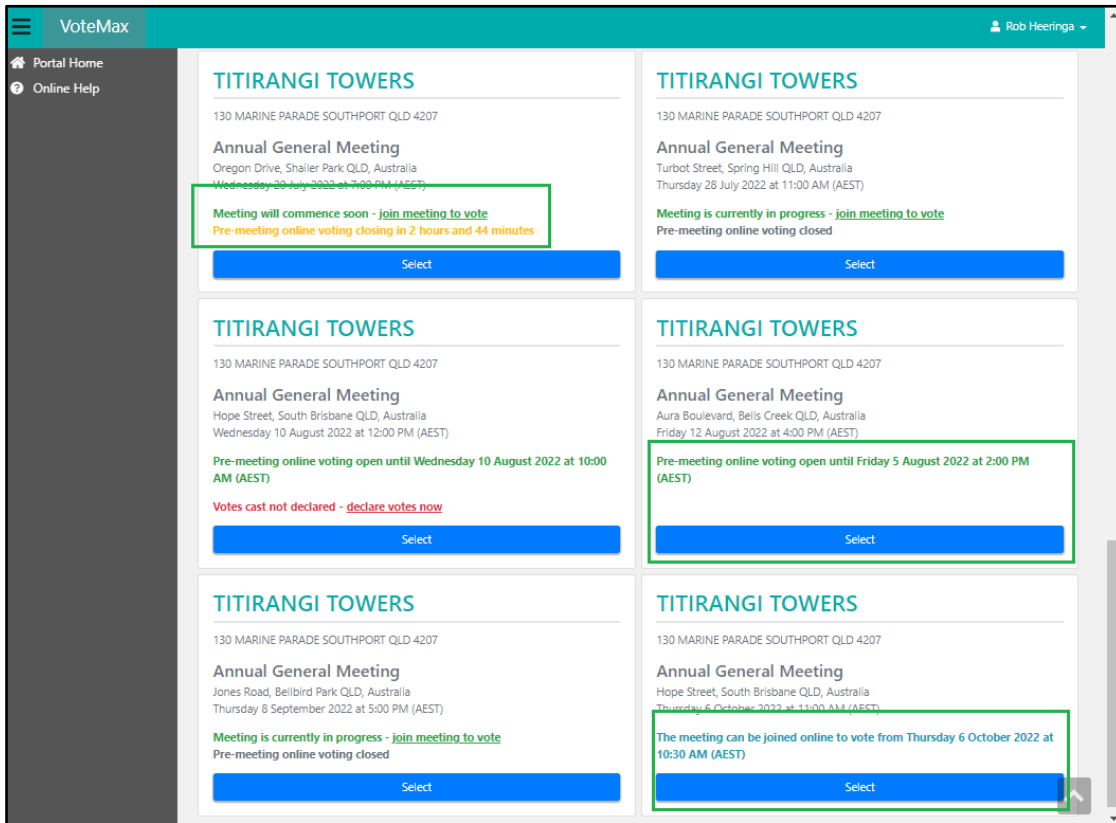 VoteMax
Rob Heeringa
Portal Home
Online Help
TITIRANGI TOWERS
130 MARINE PARADE SOUTHPORT QLD 4207
Annual General Meeting
Oregon Drive, Shailer Park QLD, Australia
Wednesday 20 July 2022 at 7:00 PM (AEST)
Meeting will commence soon - join meeting to vote
Pre-meeting online voting closing in 2 hours and 44 minutes
Select
TITIRANGI TOWERS
130 MARINE PARADE SOUTHPORT QLD 4207
Annual General Meeting
Turbot Street, Spring Hill QLD, Australia
Thursday 28 July 2022 at 11:00 AM (AEST)
Meeting is currently in progress - join meeting to vote
Pre-meeting online voting closed
Select
TITIRANGI TOWERS
130 MARINE PARADE SOUTHPORT QLD 4207
Annual General Meeting
Hope Street, South Brisbane QLD, Australia
Wednesday 10 August 2022 at 12:00 PM (AEST)
Pre-meeting online voting open until Wednesday 10 August 2022 at 10:00
AM (AEST)
Votes cast not declared - declare votes now
Select
TITIRANGI TOWERS
130 MARINE PARADE SOUTHPORT QLD 4207
Annual General Meeting
Aura Boulevard, Bells Creek QLD, Australia
Friday 12 August 2022 at 4:00 PM (AEST)
Pre-meeting online voting open until Friday 5 August 2022 at 2:00 PM
(AEST)
Select
TITIRANGI TOWERS
130 MARINE PARADE SOUTHPORT QLD 4207
Annual General Meeting
Jones Road, Bellbird Park QLD, Australia
Thursday 8 September 2022 at 5:00 PM (AEST)
Meeting is currently in progress - join meeting to vote
Pre-meeting online voting closed
Select
TITIRANGI TOWERS
130 MARINE PARADE SOUTHPORT QLD 4207
Annual General Meeting
Hope Street, South Brisbane QLD, Australia
Thursday 6 October 2022 at 11:00 AM (AEST)
The meeting can be joined online to vote from Thursday 6 October 2022 at
10:30 AM (AEST)
Select